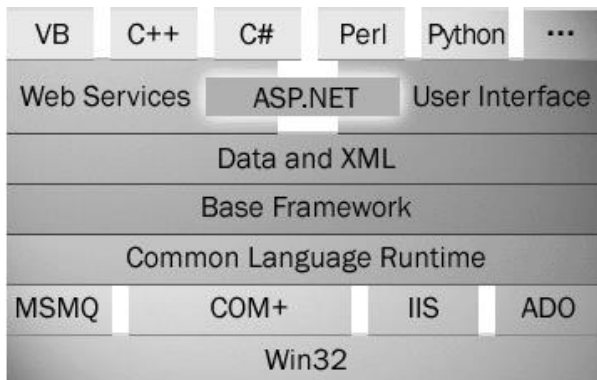 VB C++ C# Perl Python ...
Web Services ASP.NET User Interface
Data and XML
Base Framework
Common Language Runtime
MSMQ COM+ IIS ADO
Win32